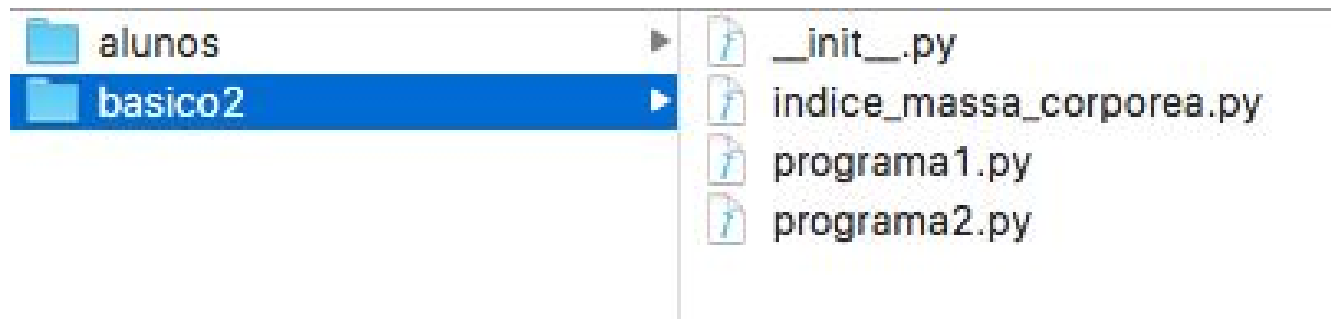 alunos
basico2
__init__.py
indice_massa_corporea.py
programa1.py
programa2.py